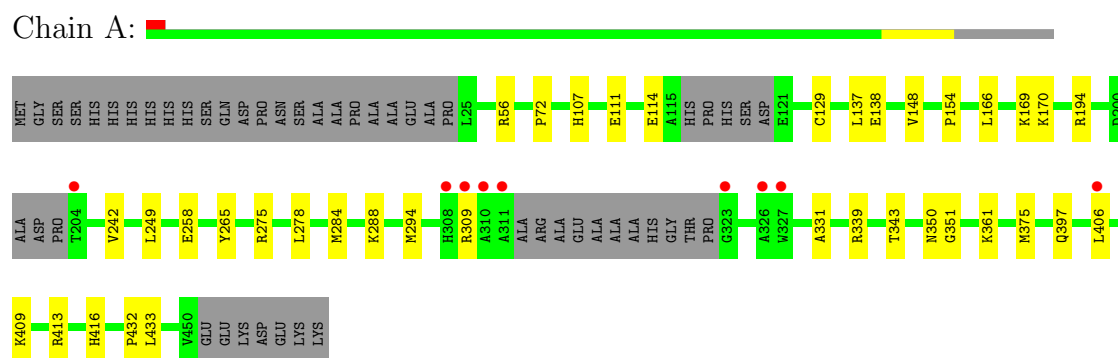 Chain A:
MET GLY SER SER HIS HIS HIS HIS HIS HIS SER GLN ASP PRO ASN SER ALA ALA PRO ALA ALA GLU ALA PRO L25 R56 P72 H107 E111 E114 A115 HIS PRO HIS SER ASP E121 C129 L137 E138 V148 P154 L166 K169 K170 R194 D200
ALA ASP PRO T204 V242 L249 E258 Y265 R275 L278 M284 K288 M294 H308 R309 A310 A311 ALA ARG ALA GLU ALA ALA ALA HIS GLY THR PRO G323 A326 W327 A331 R339 T343 N350 G351 K361 M375 Q397 L406
K409 R413 H416 P432 L433 V450 GLU GLU LYS ASP GLU LYS LYS